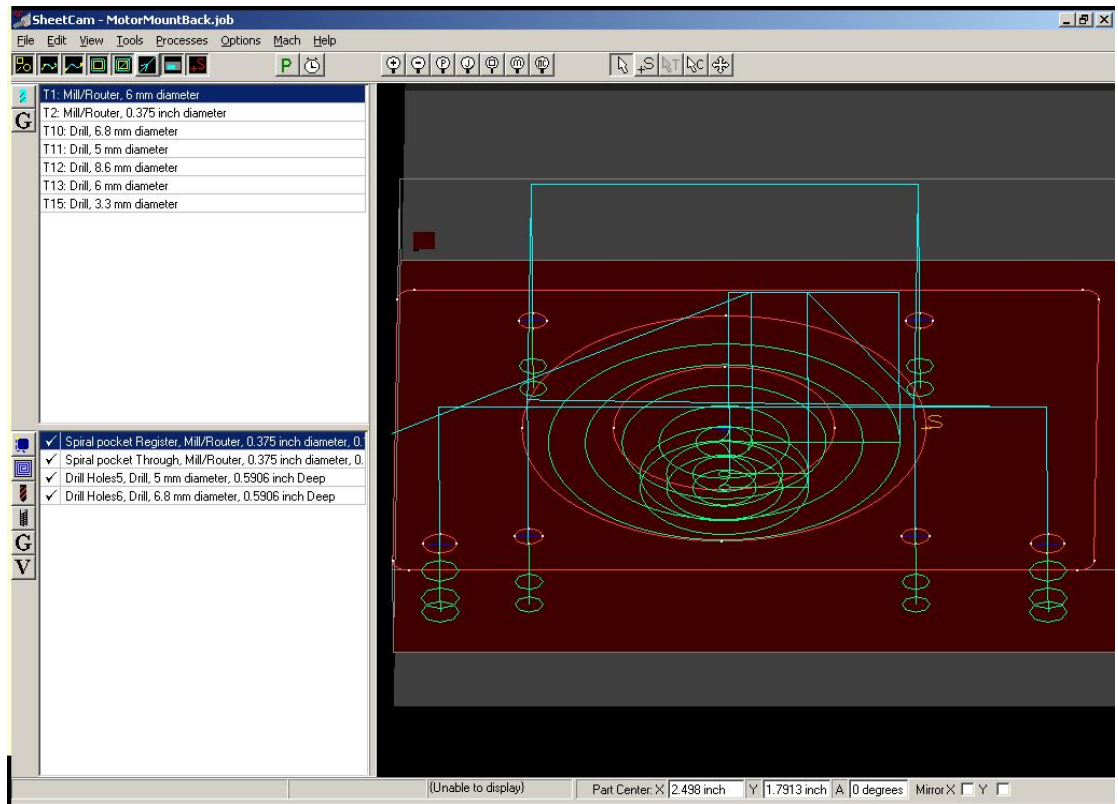 SheetCam - MotorMountBack.job
File Edit View Tools Processes Options Mach Help
P
T1: Mill/Router, 6 mm diameter
T2: Mill/Router, 0.375 inch diameter
T10: Drill, 6.8 mm diameter
T11: Drill, 5 mm diameter
T12: Drill, 8.6 mm diameter
T13: Drill, 6 mm diameter
T15: Drill, 3.3 mm diameter
G
S
Spiral pocket Register, Mill/Router, 0.375 inch diameter, 0.
Spiral pocket Through, Mill/Router, 0.375 inch diameter, 0.
Drill Holes5, Drill, 5 mm diameter, 0.5906 inch Deep
Drill Holes6, Drill, 6.8 mm diameter, 0.5906 inch Deep
G
V
(Unable to display) Part Center: X 2.498 inch Y 1.7913 inch A 0 degrees Mirror X Y